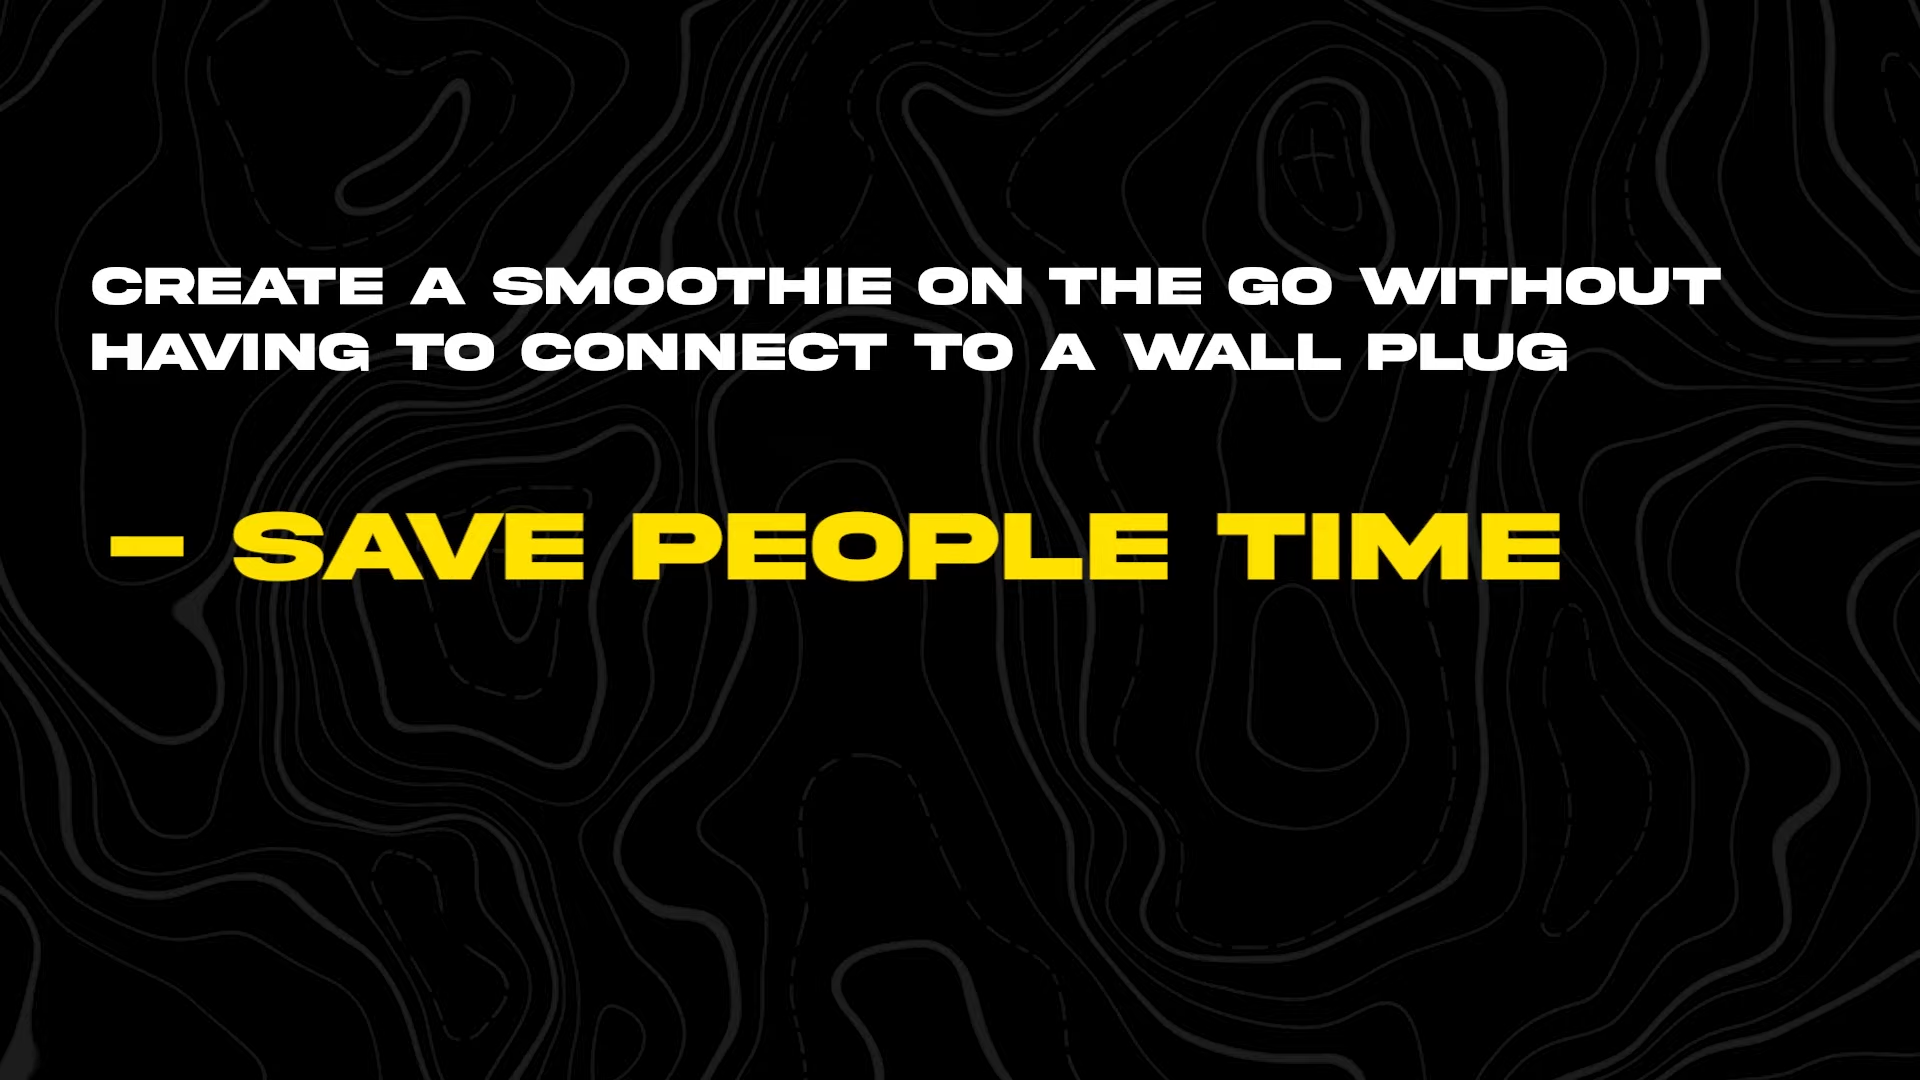 CREATE A SMOOTHIE ON THE GO WITHOUT
HAVING TO CONNECT TO A WALL PLUG
- SAVE PEOPLE TIME